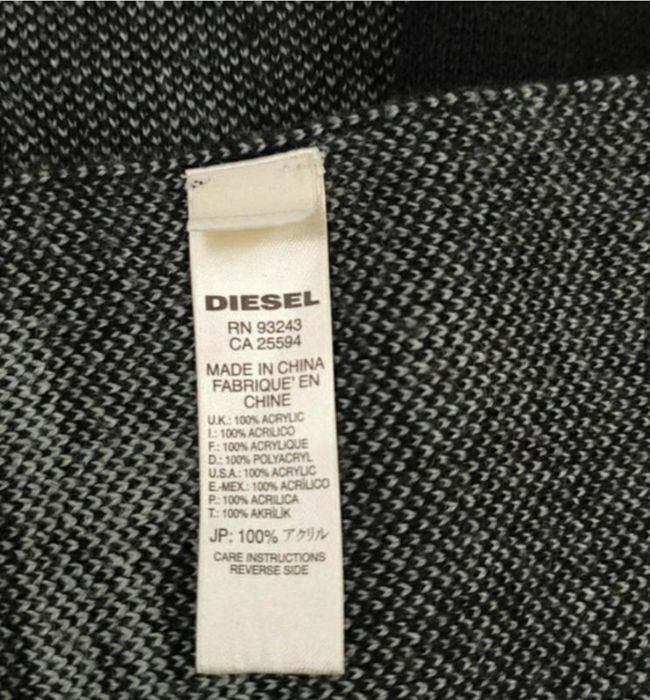 DIESEL
RN 93243
CA 25594
MADE IN CHINA
FABRIQUE' EN
CHINE
U.K.: 100% ACRYLIC
I.: 100% ACRILICO
F.: 100% ACRYLIQUE
D.: 100% POLYACRYL
U.S.A.: 100% ACRYLIC
E.-MEX.: 100% ACRÍLICO
P.: 100% ACRILICA
T.: 100% AKRİLİK
JP: 100% アクリル
CARE INSTRUCTIONS
REVERSE SIDE